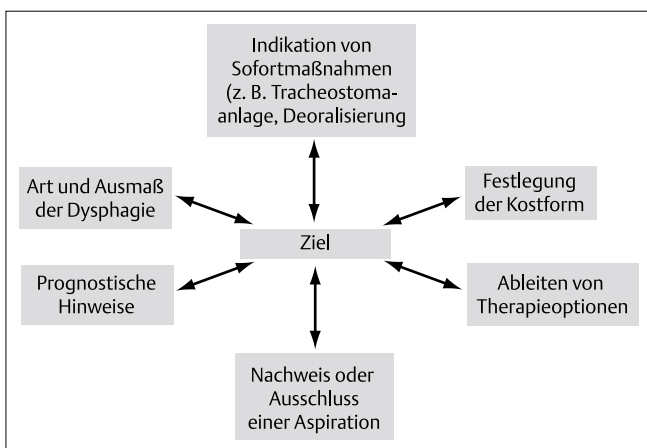 Indikation von
Sofortmaßnahmen
(z. B. Tracheostoma-
anlage, Deoralisierung
Art und Ausmaß
der Dysphagie
Festlegung
der Kostform
Ziel
Prognostische
Hinweise
Ableiten von
Therapieoptionen
Nachweis oder
Ausschluss
einer Aspiration